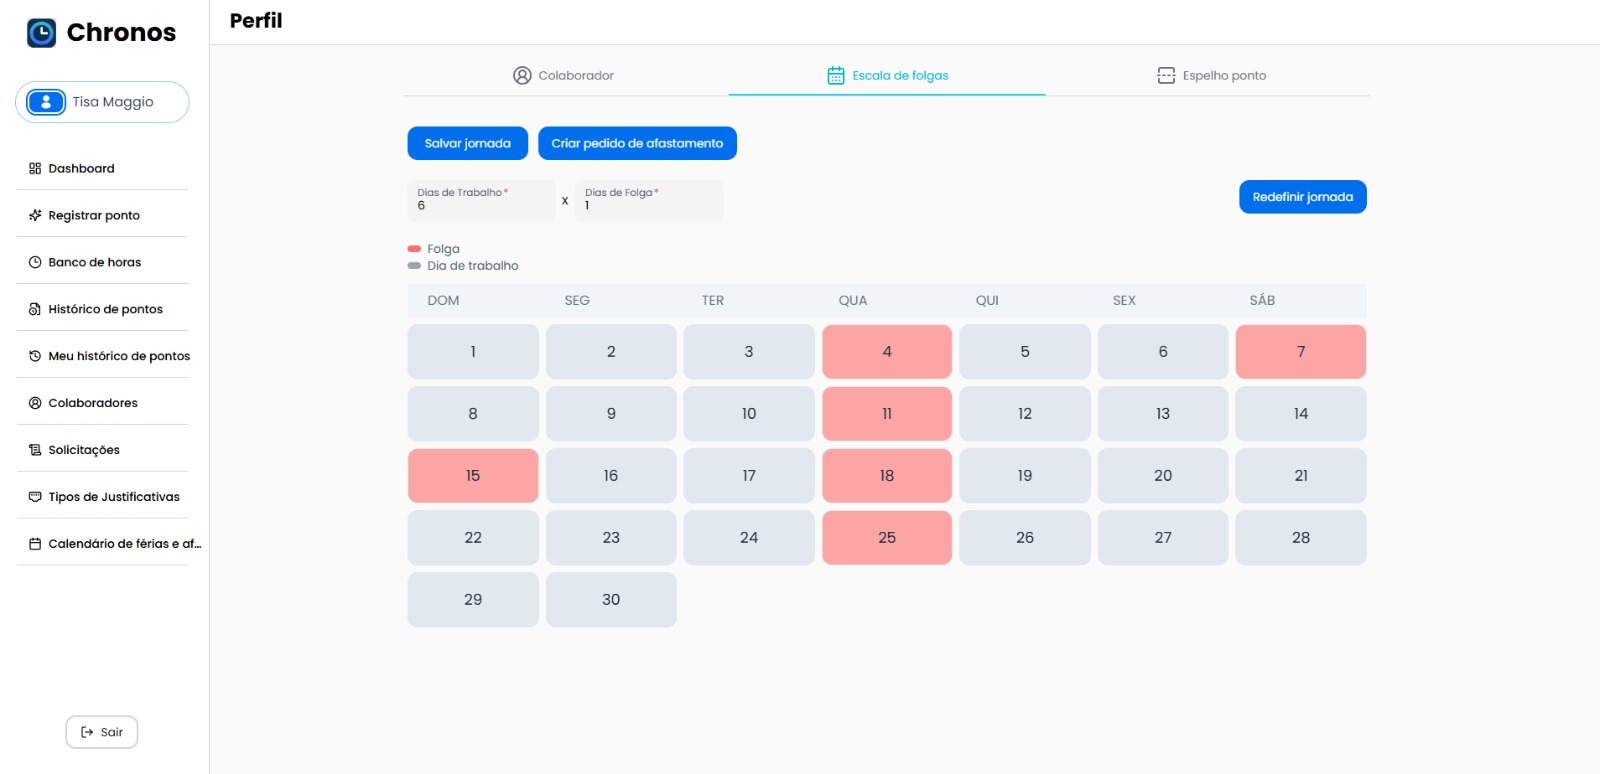 Chronos
Tisa Maggio
Dashboard
Registrar ponto
Banco de horas
Histórico de pontos
Meu histórico de pontos
Colaboradores
Solicitações
Tipos de Justificativas
Calendário de férias e af...
Sair
Perfil
Colaborador Escala de folgas Espelho ponto
Salvar jornada Criar pedido de afastamento
Dias de Trabalho* Dias de Folga*
6 x 1
Redefinir jornada
Folga
Dia de trabalho
DOM SEG TER QUA QUI SEX SÁB
1 2 3 4 5 6 7
8 9 10 11 12 13 14
15 16 17 18 19 20 21
22 23 24 25 26 27 28
29 30